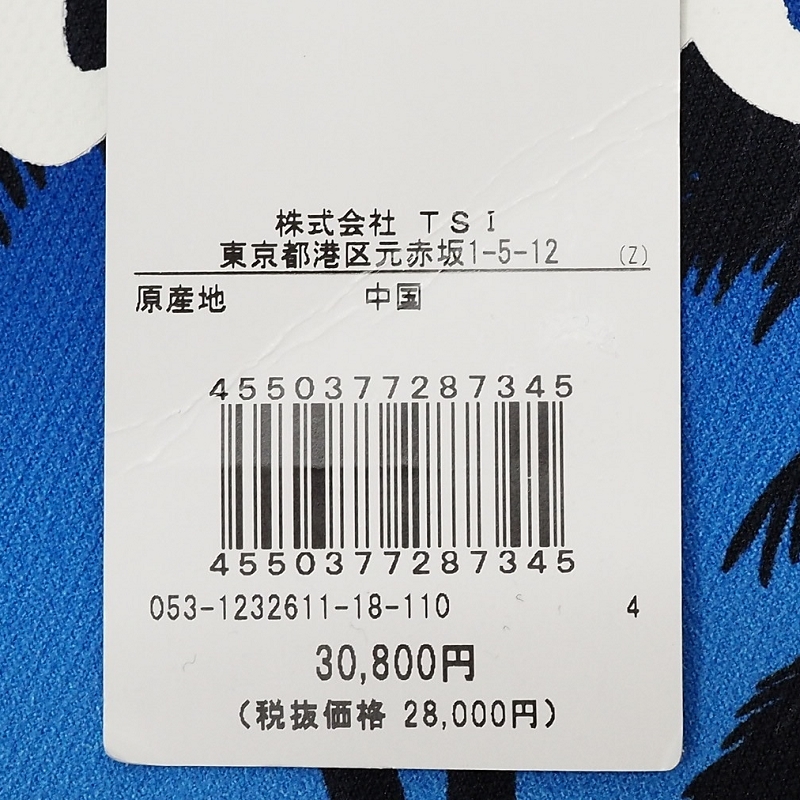 株式会社 TSI
東京都港区元赤坂1-5-12 (Z)
原産地 中国
4550377287345
4550377287345
053-1232611-18-110 4
30,800円
(税抜価格 28,000円)